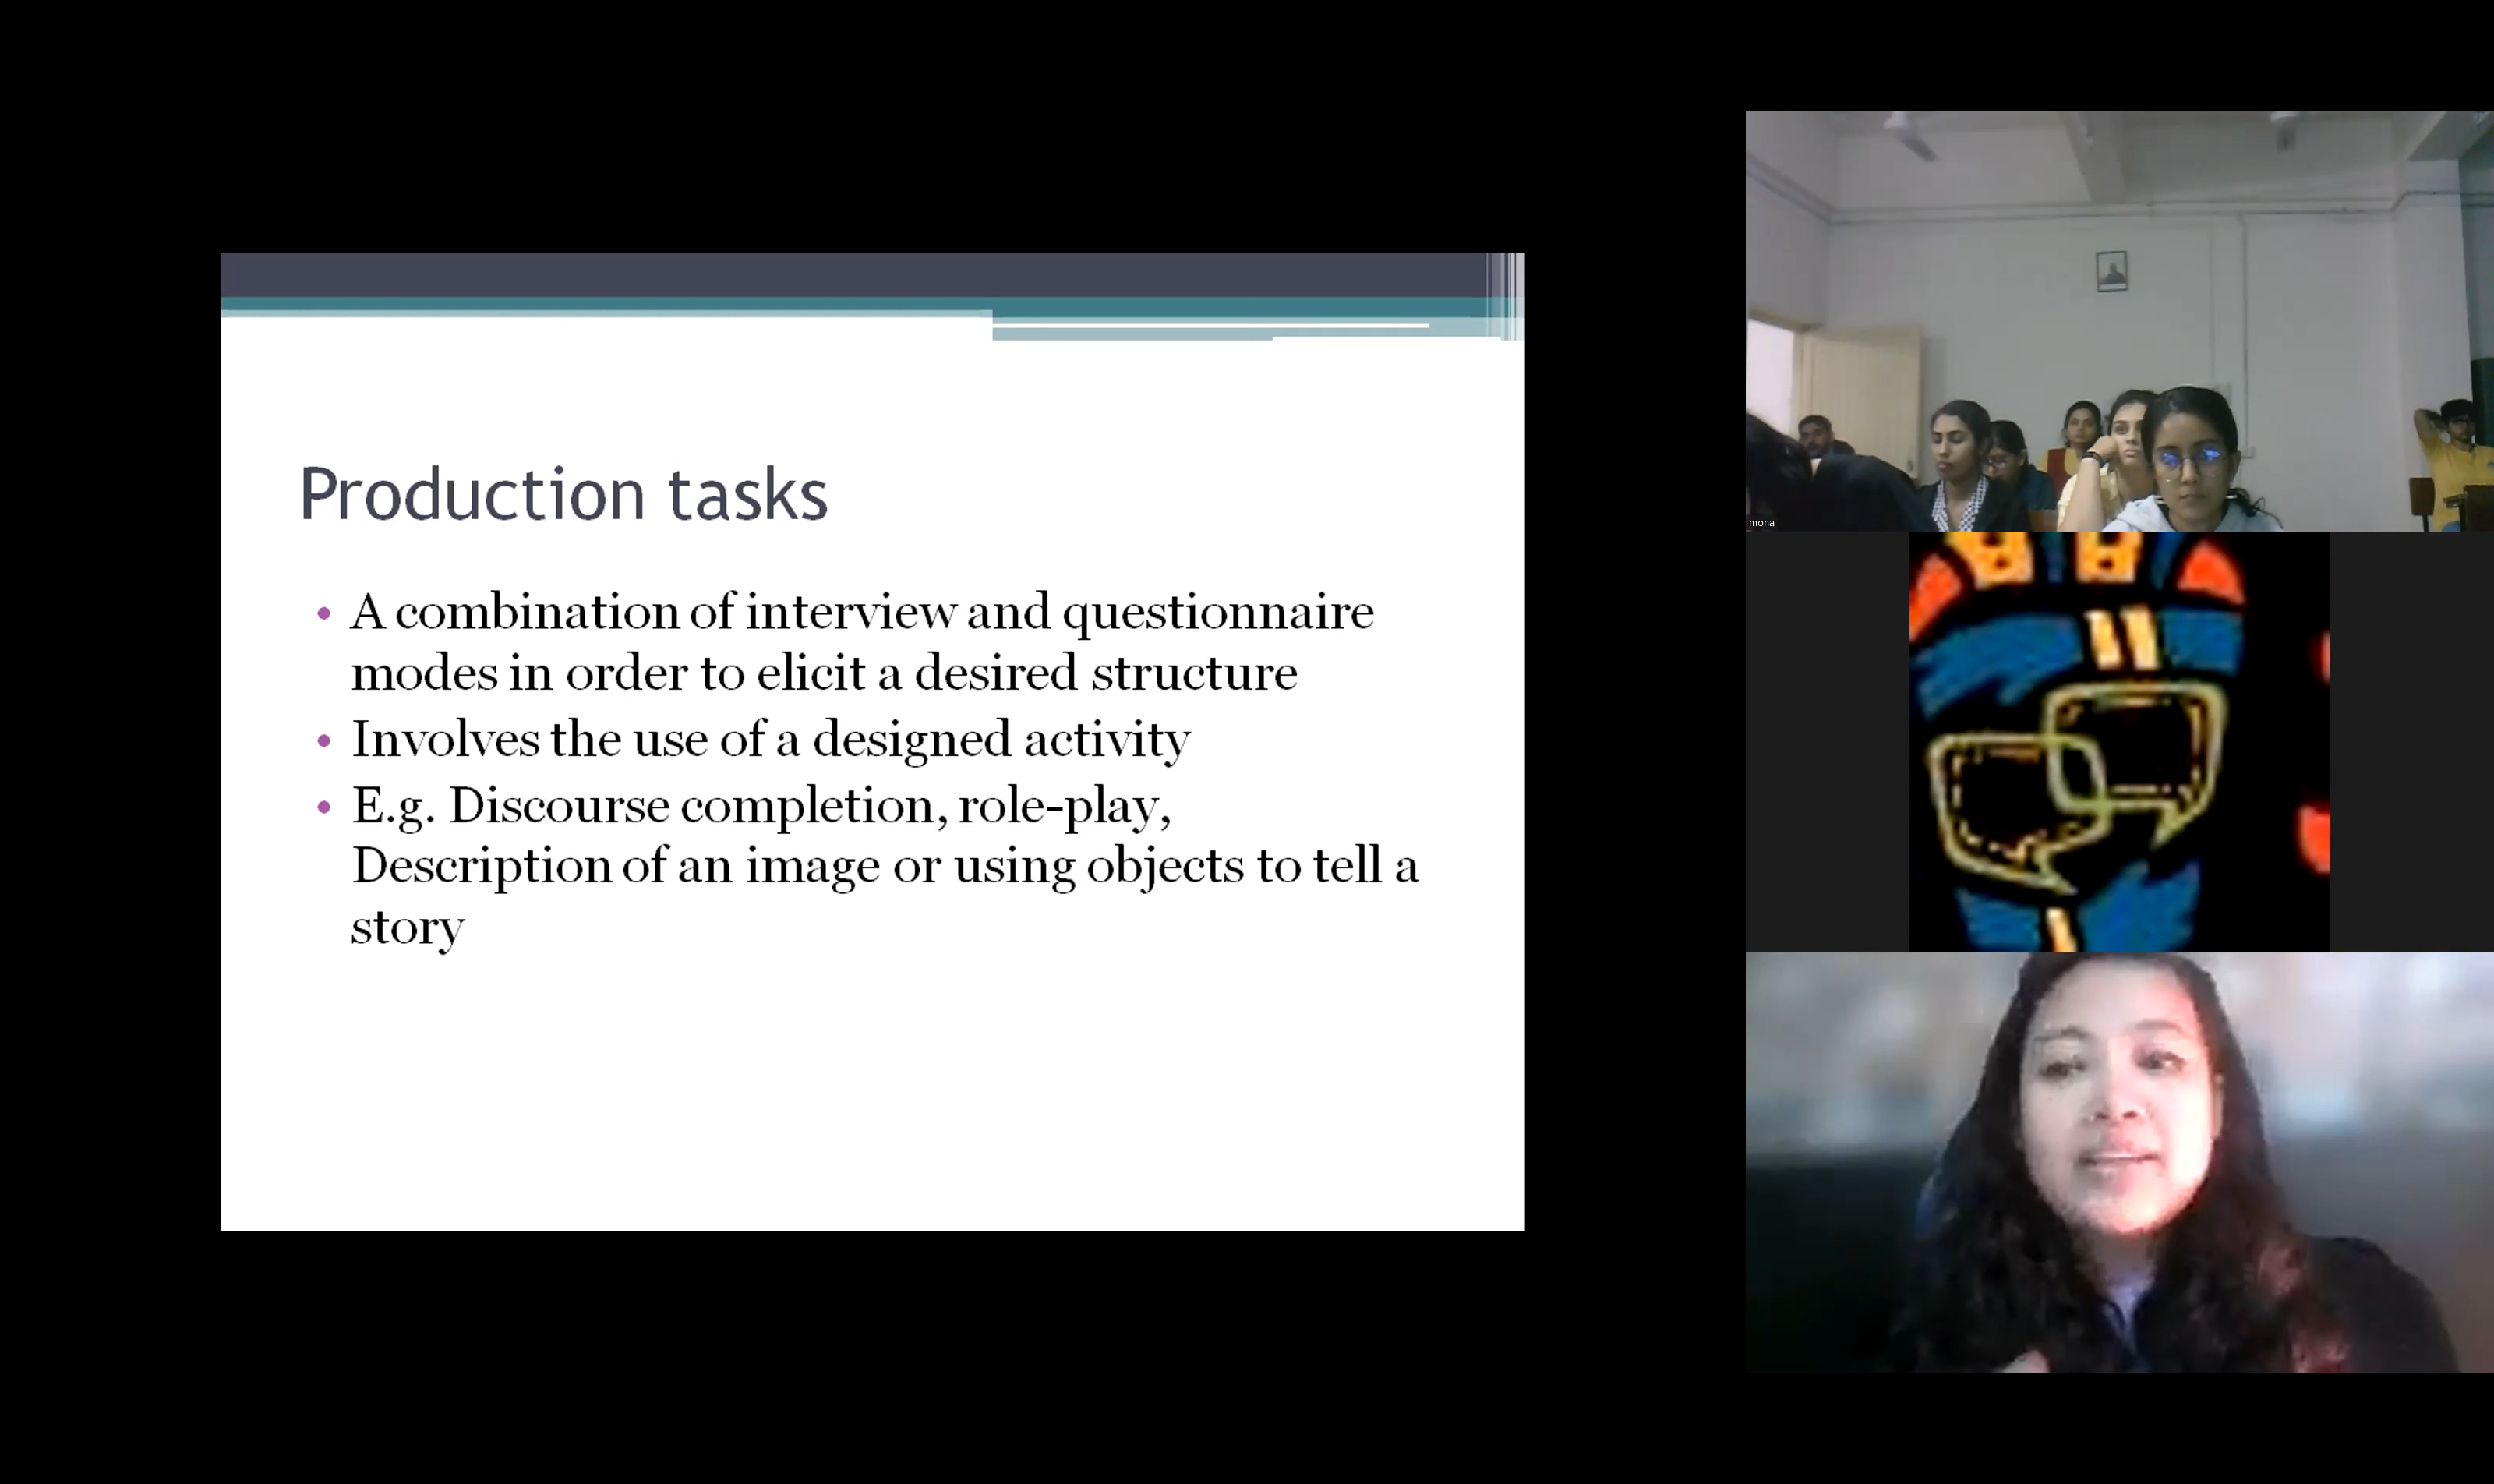 Production tasks
• A combination of interview and questionnaire
modes in order to elicit a desired structure
• Involves the use of a designed activity
• E.g. Discourse completion, role-play,
Description of an image or using objects to tell a
story
mona